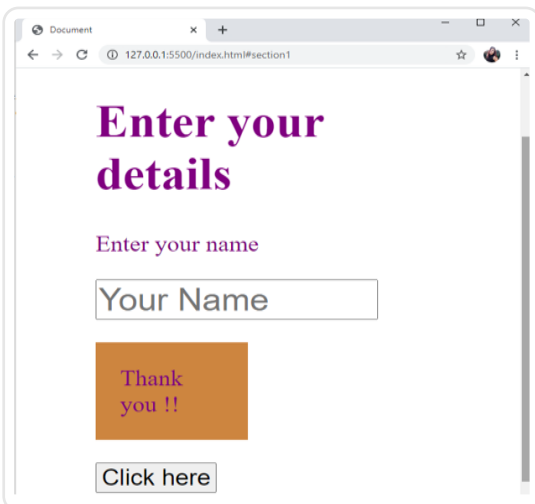 Document
127.0.0.1:5500/index.html#section1
Enter your
details
Enter your name
Your Name
Thank
you !!
Click here